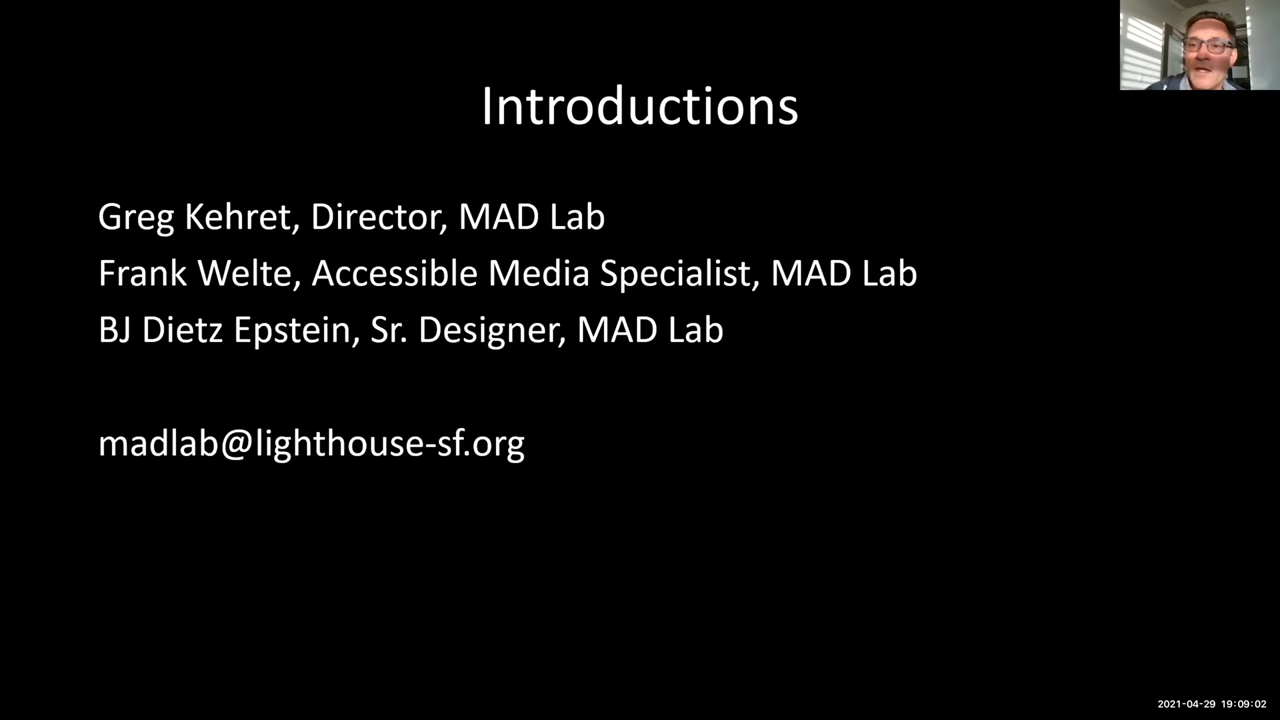 Introductions
Greg Kehret, Director, MAD Lab
Frank Welte, Accessible Media Specialist, MAD Lab
BJ Dietz Epstein, Sr. Designer, MAD Lab
madlab@lighthouse-sf.org
2021-04-29 19:09:02